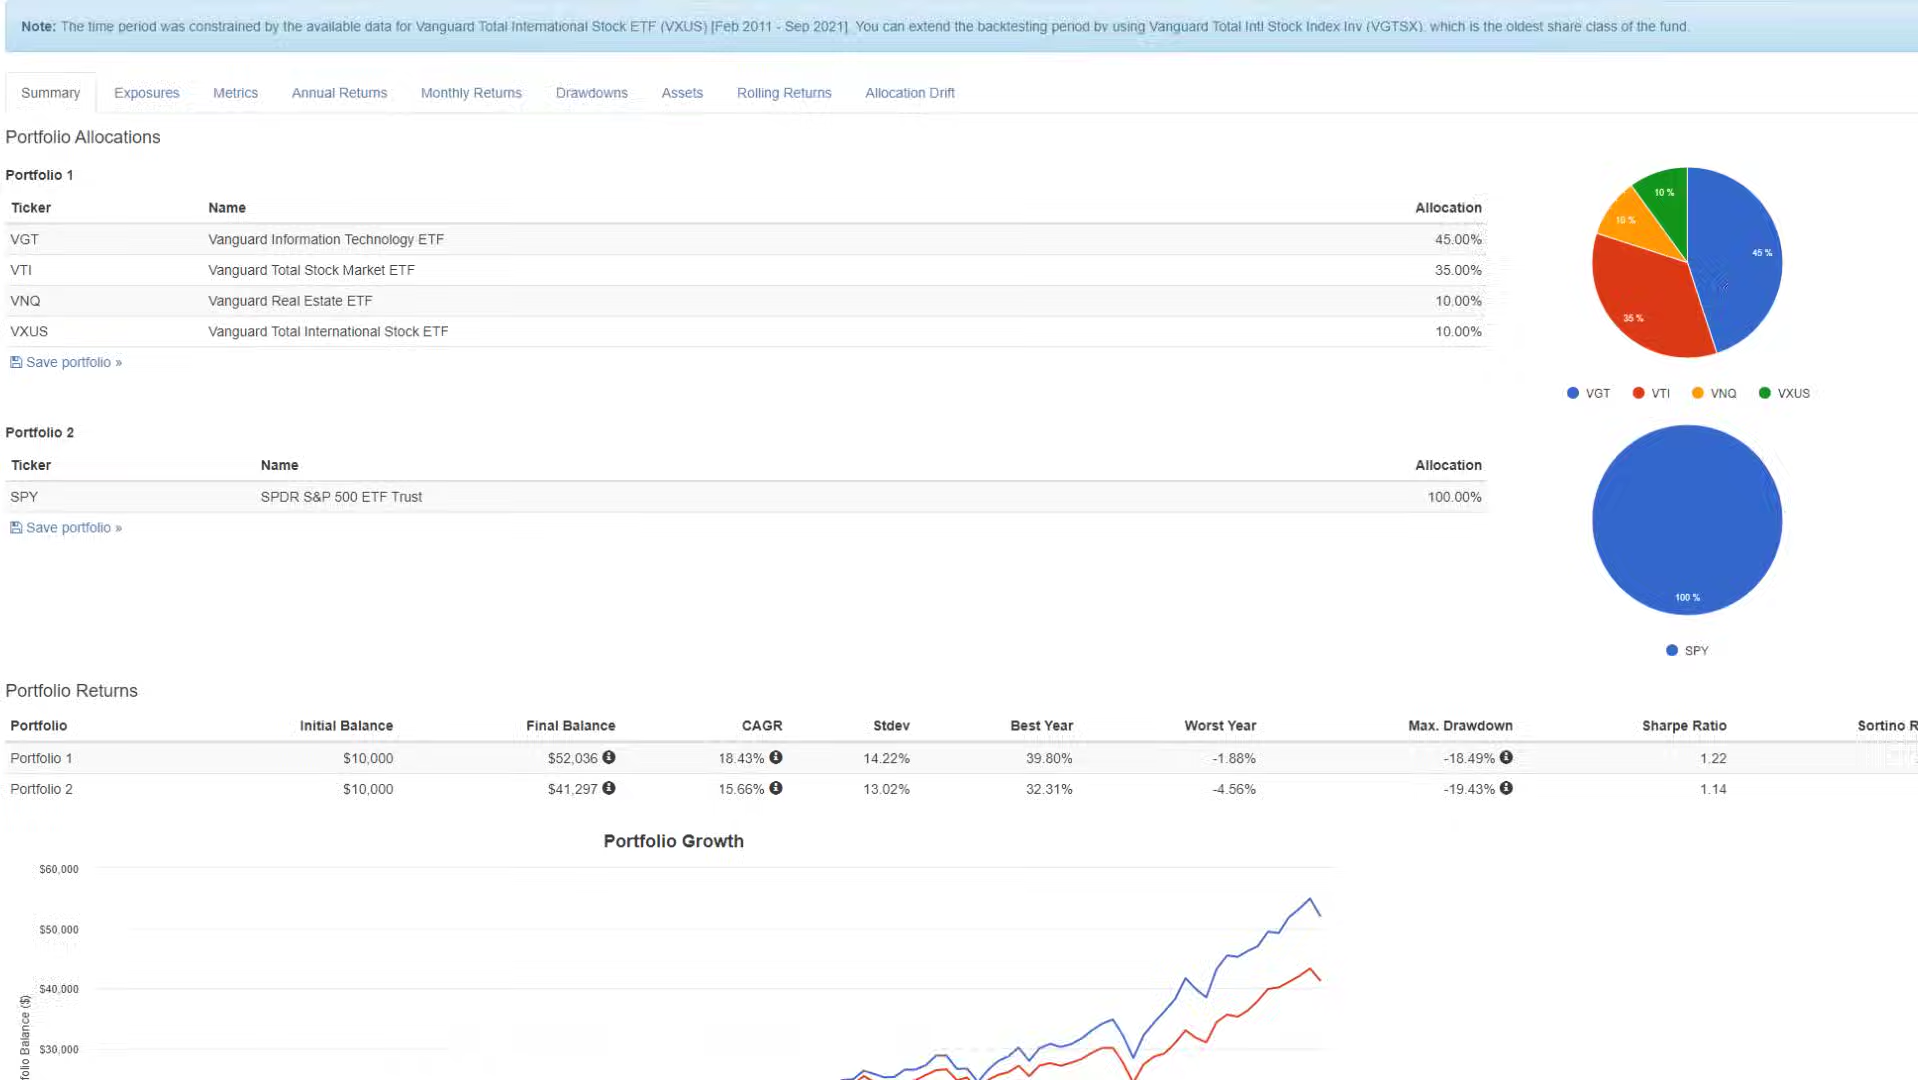 Note: The time period was constrained by the available data for Vanguard Total International Stock ETF (VXUS) [Feb 2011 - Sep 2021]. You can extend the backtesting period by using Vanguard Total Intl Stock Index Inv (VGTSX), which is the oldest share class of the fund.
Summary Exposures Metrics Annual Returns Monthly Returns Drawdowns Assets Rolling Returns Allocation Drift
Portfolio Allocations
Portfolio 1
Ticker Name Allocation
VGT Vanguard Information Technology ETF 45.00%
VTI Vanguard Total Stock Market ETF 35.00%
VNQ Vanguard Real Estate ETF 10.00%
VXUS Vanguard Total International Stock ETF 10.00%
Save portfolio »
10 %
10 %
45 %
35 %
VGT VTI VNQ VXUS
Portfolio 2
Ticker Name Allocation
SPY SPDR S&P 500 ETF Trust 100.00%
Save portfolio »
100 %
SPY
Portfolio Returns
Portfolio Initial Balance Final Balance CAGR Stdev Best Year Worst Year Max. Drawdown Sharpe Ratio Sortino R
Portfolio 1 $10,000 $52,036 18.43% 14.22% 39.80% -1.88% -18.49% 1.22
Portfolio 2 $10,000 $41,297 15.66% 13.02% 32.31% -4.56% -19.43% 1.14
Portfolio Growth
$60,000
$50,000
$40,000
$30,000
folio Balance ($)